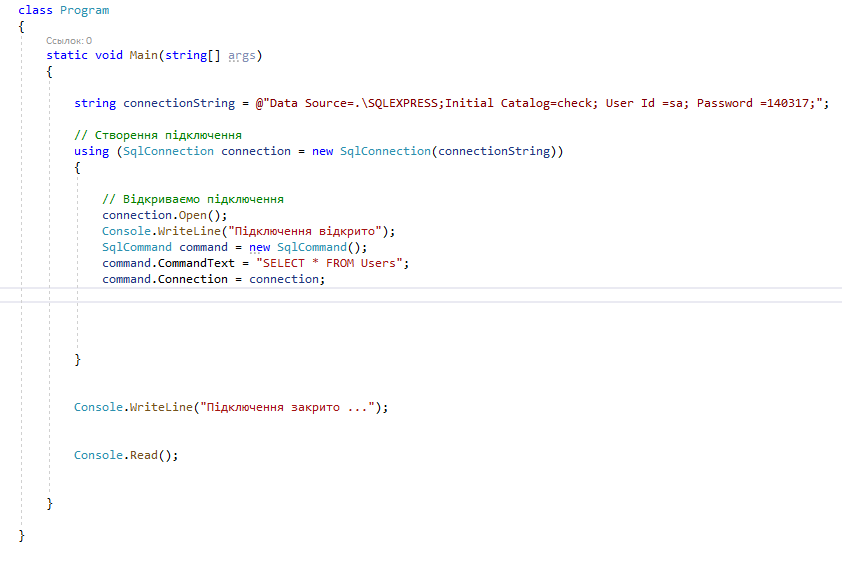 class Program
{
Ссылок: 0
static void Main(string[] args)
{
string connectionString = @"Data Source=.\SQLEXPRESS;Initial Catalog=check; User Id =sa; Password =140317;";
// Створення підключення
using (SqlConnection connection = new SqlConnection(connectionString))
{
// Відкриваємо підключення
connection.Open();
Console.WriteLine("Підключення відкрито");
SqlCommand command = new SqlCommand();
command.CommandText = "SELECT * FROM Users";
command.Connection = connection;
}
Console.WriteLine("Підключення закрито ...");
Console.Read();
}
}